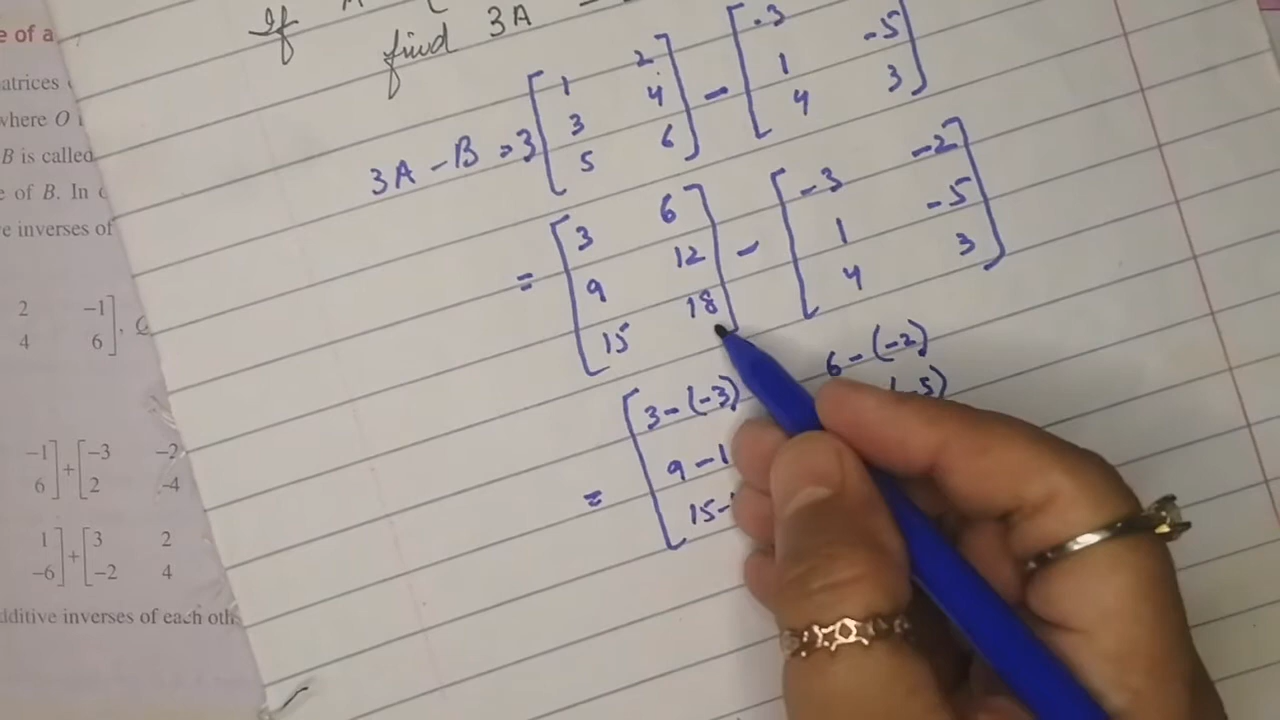 If
find 3A
3A - B = 3 [ 1 2 - [ -3
3 4 1 -5
5 6 ] 4 3 ]
= [ 3 6 - [ -3 -2
9 12 1 -5
15 18 ] 4 3 ]
= [ 3-(-3) 6-(-2)
9-1 (-5)
15-
e of a
atrices
where O
B is called
e of B. In
e inverses of
2 -1
4 6 ],
-1 ] + [ -3 -2
6 ] 2 -4
1 ] + [ 3 2
-6 ] -2 4
dditive inverses of each oth